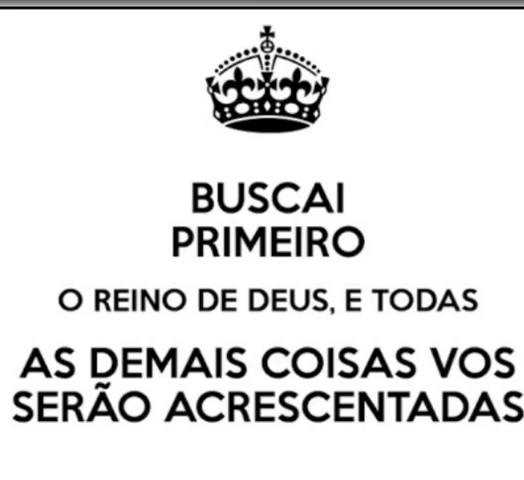 BUSCAI
PRIMEIRO
O REINO DE DEUS, E TODAS
AS DEMAIS COISAS VOS
SERÃO ACRESCENTADAS